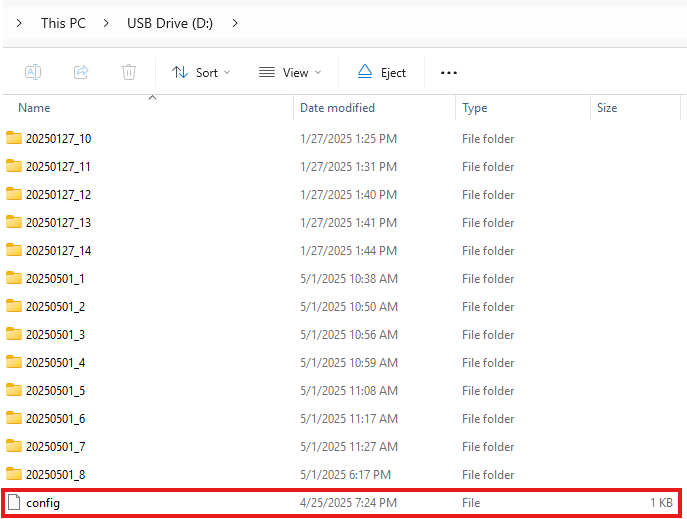 This PC > USB Drive (D:) >
Sort View Eject ...
Name Date modified Type Size
20250127_10 1/27/2025 1:25 PM File folder
20250127_11 1/27/2025 1:31 PM File folder
20250127_12 1/27/2025 1:40 PM File folder
20250127_13 1/27/2025 1:41 PM File folder
20250127_14 1/27/2025 1:44 PM File folder
20250501_1 5/1/2025 10:38 AM File folder
20250501_2 5/1/2025 10:50 AM File folder
20250501_3 5/1/2025 10:56 AM File folder
20250501_4 5/1/2025 10:59 AM File folder
20250501_5 5/1/2025 11:08 AM File folder
20250501_6 5/1/2025 11:17 AM File folder
20250501_7 5/1/2025 11:27 AM File folder
20250501_8 5/1/2025 6:17 PM File folder
config 4/25/2025 7:24 PM File 1 KB